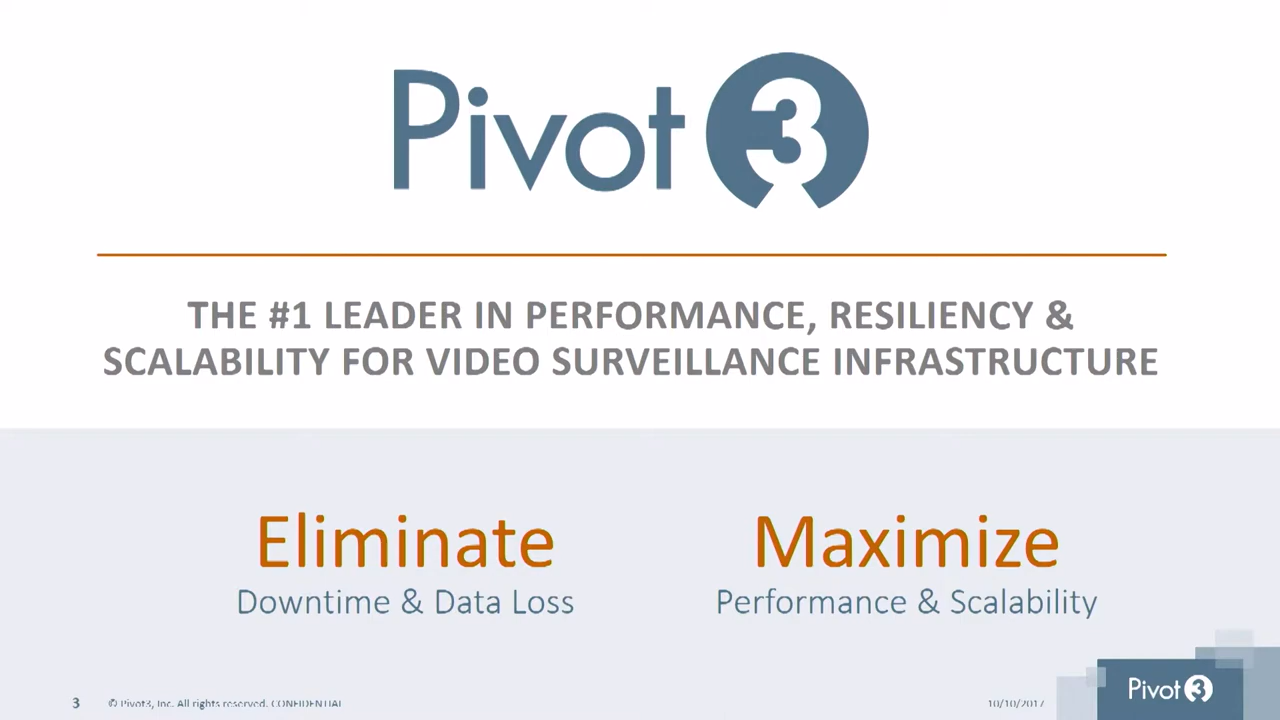 Pivot3
THE #1 LEADER IN PERFORMANCE, RESILIENCY &
SCALABILITY FOR VIDEO SURVEILLANCE INFRASTRUCTURE
Eliminate
Downtime & Data Loss
Maximize
Performance & Scalability
3
© Pivot3, Inc. All rights reserved. CONFIDENTIAL
10/10/2017
Pivot3